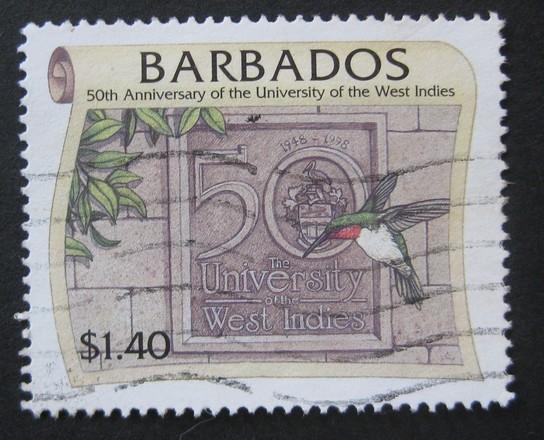 BARBADOS
50th Anniversary of the University of the West Indies
1948 - 1998
50
The
University
of the
West Indies
$1.40